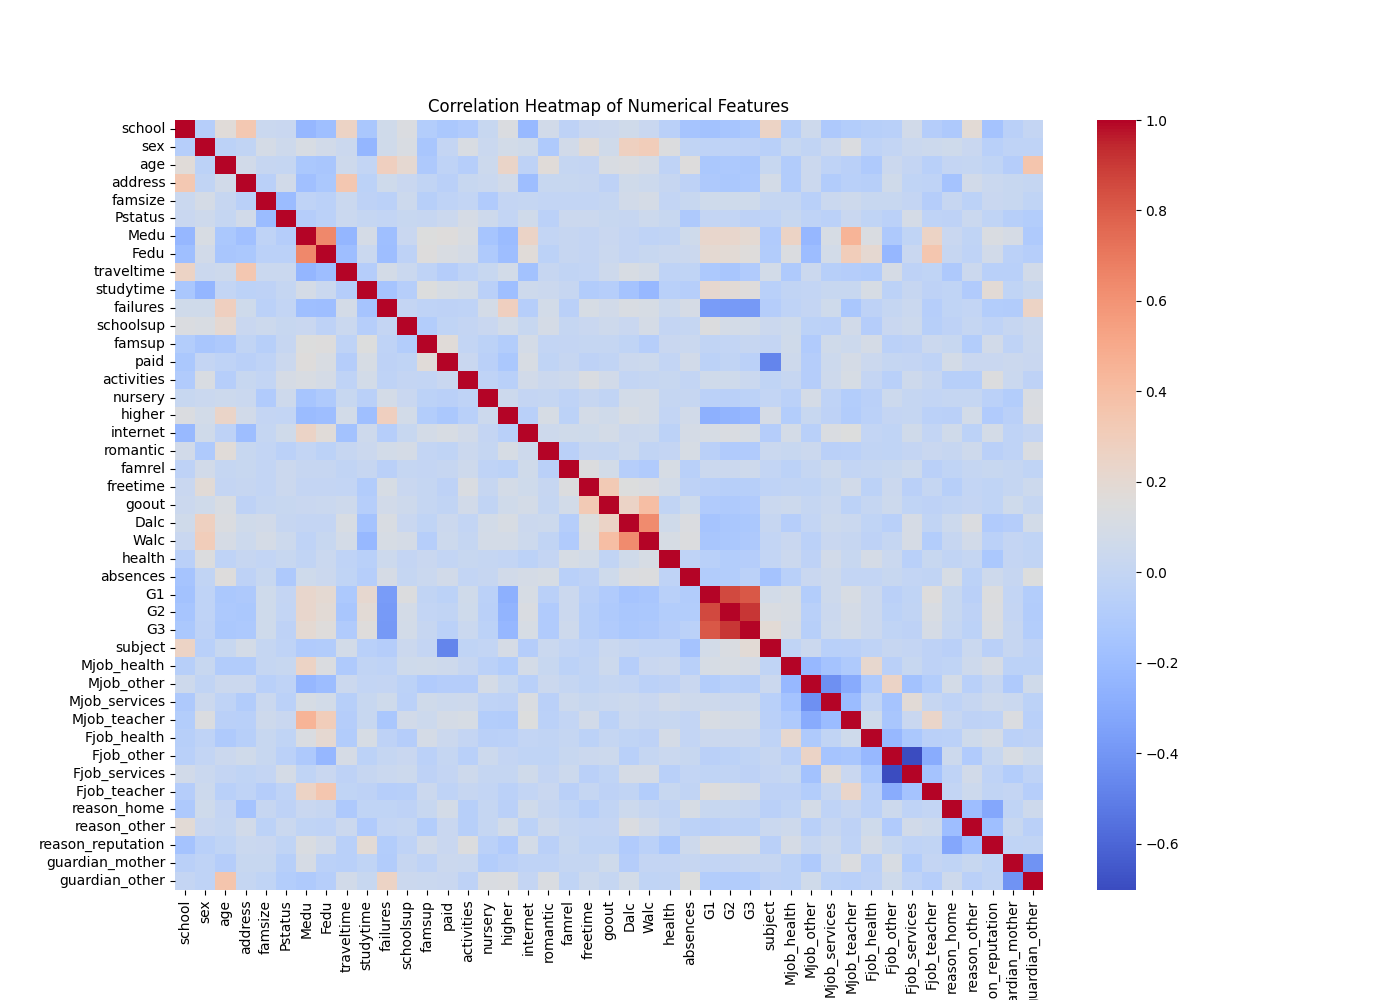 Correlation Heatmap of Numerical Features
school
sex
age
address
famsize
Pstatus
Medu
Fedu
traveltime
studytime
failures
schoolsup
famsup
paid
activities
nursery
higher
internet
romantic
famrel
freetime
goout
Dalc
Walc
health
absences
G1
G2
G3
subject
Mjob_health
Mjob_other
Mjob_services
Mjob_teacher
Fjob_health
Fjob_other
Fjob_services
Fjob_teacher
reason_home
reason_other
reason_reputation
guardian_mother
guardian_other
school
sex
age
address
famsize
Pstatus
Medu
Fedu
traveltime
studytime
failures
schoolsup
famsup
paid
activities
nursery
higher
internet
romantic
famrel
freetime
goout
Dalc
Walc
health
absences
G1
G2
G3
subject
Mjob_health
Mjob_other
Mjob_services
Mjob_teacher
Fjob_health
Fjob_other
Fjob_services
Fjob_teacher
reason_home
reason_other
on_reputation
ardian_mother
guardian_other
1.0
0.8
0.6
0.4
0.2
0.0
−0.2
−0.4
−0.6